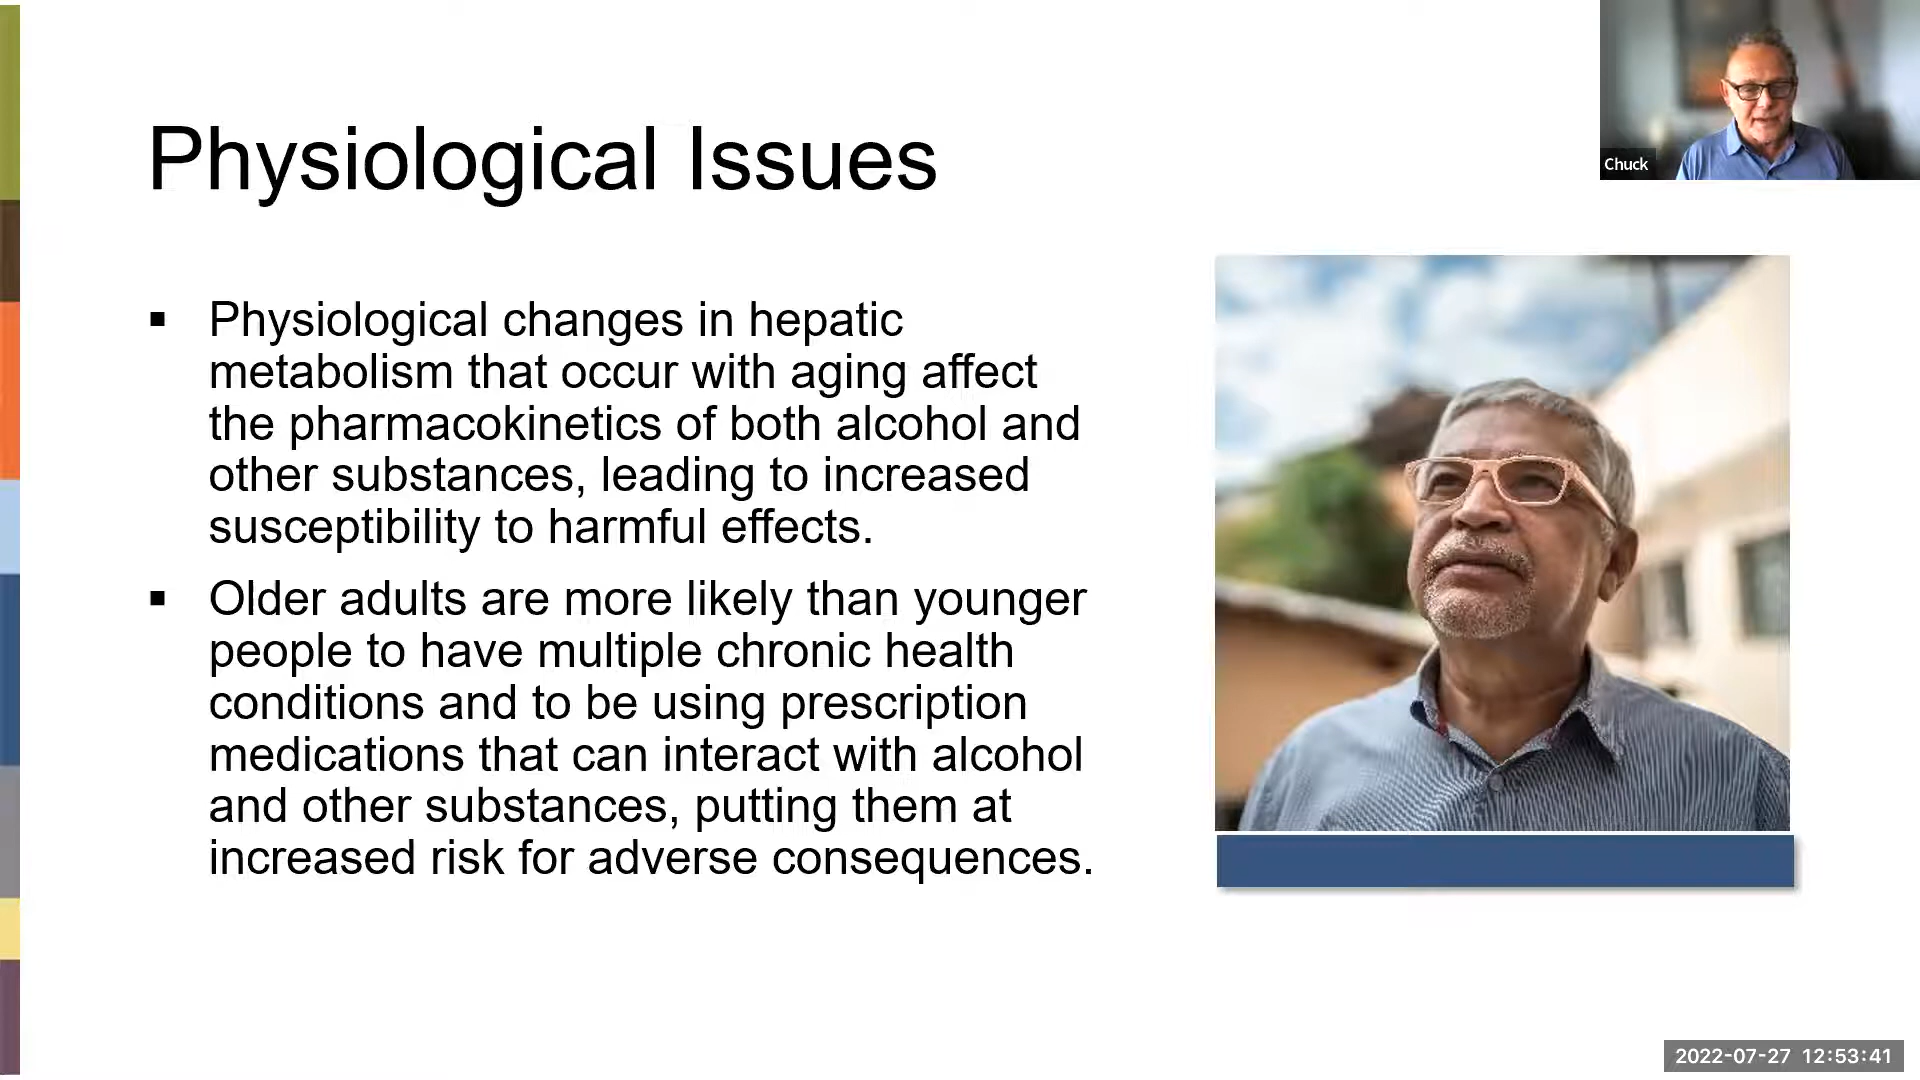 Physiological Issues
Chuck
▪ Physiological changes in hepatic
metabolism that occur with aging affect
the pharmacokinetics of both alcohol and
other substances, leading to increased
susceptibility to harmful effects.
▪ Older adults are more likely than younger
people to have multiple chronic health
conditions and to be using prescription
medications that can interact with alcohol
and other substances, putting them at
increased risk for adverse consequences.
2022-07-27 12:53:41